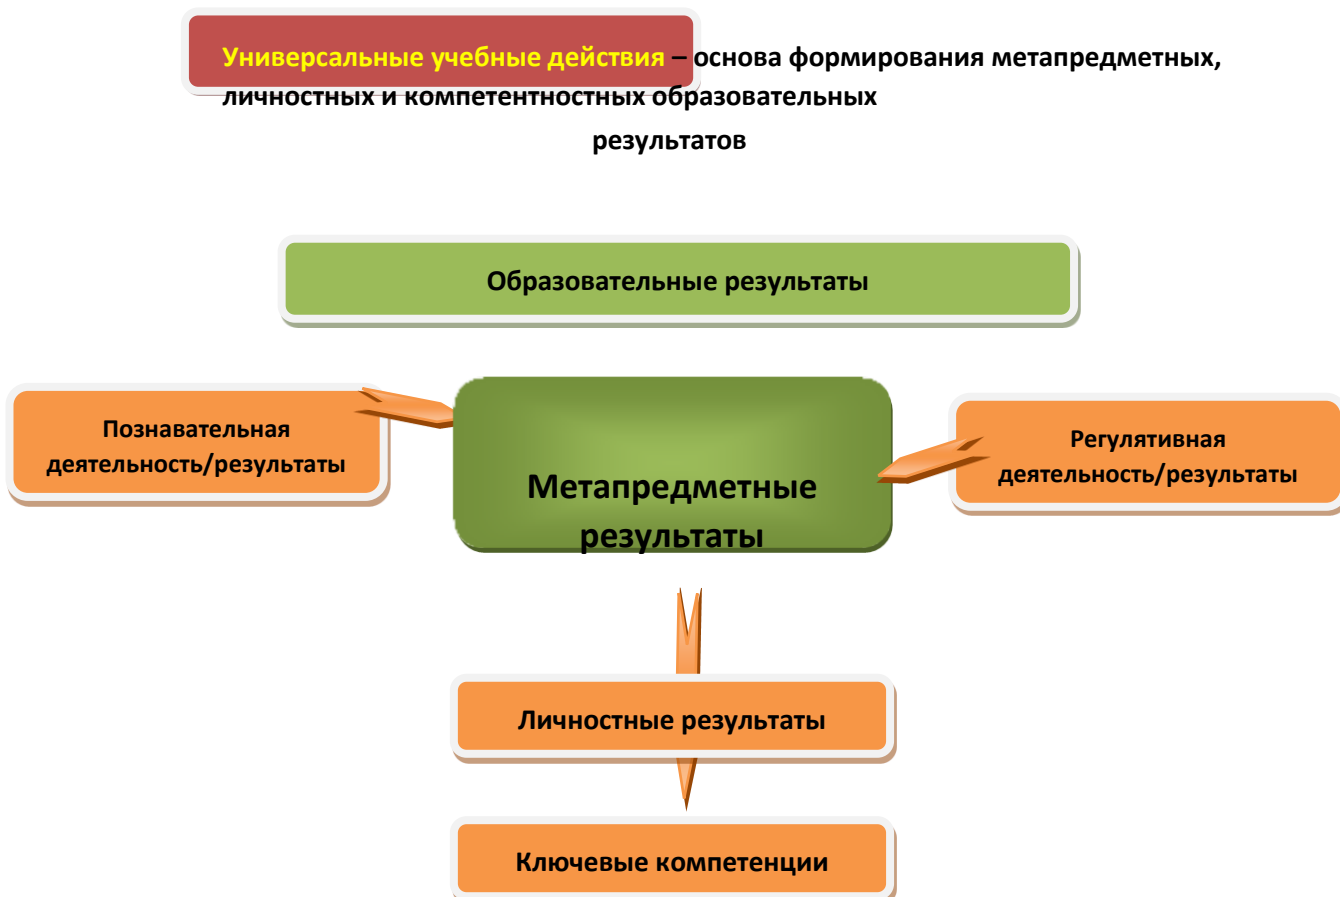 Универсальные учебные действия – основа формирования метапредметных,
личностных и компетентностных образовательных
результатов
Образовательные результаты
Познавательная
деятельность/результаты
Метапредметные
результаты
Регулятивная
деятельность/результаты
Личностные результаты
Ключевые компетенции